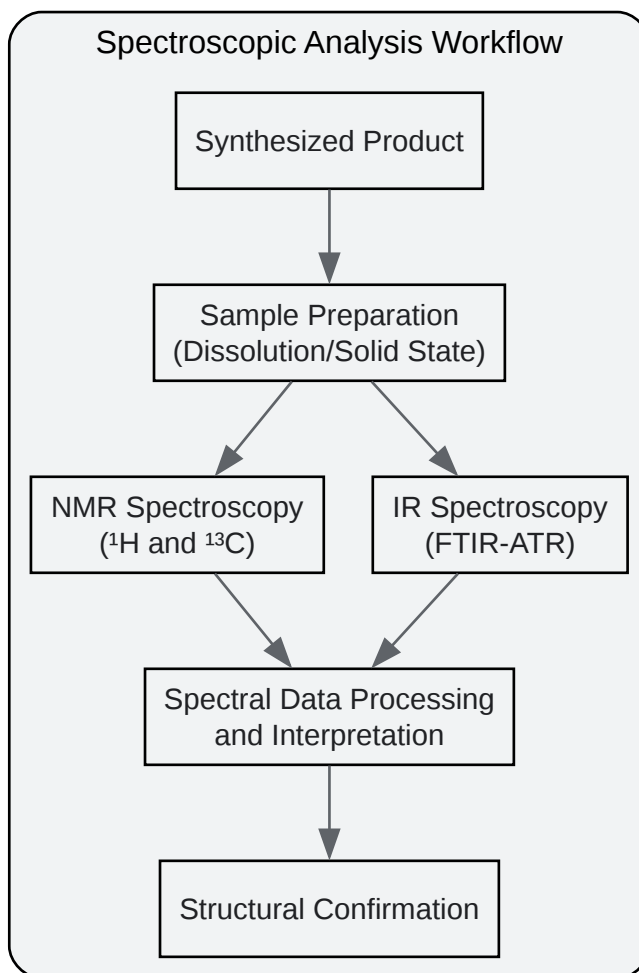 Spectroscopic Analysis Workflow
Synthesized Product
Sample Preparation
(Dissolution/Solid State)
NMR Spectroscopy
(¹H and ¹³C)
IR Spectroscopy
(FTIR-ATR)
Spectral Data Processing
and Interpretation
Structural Confirmation